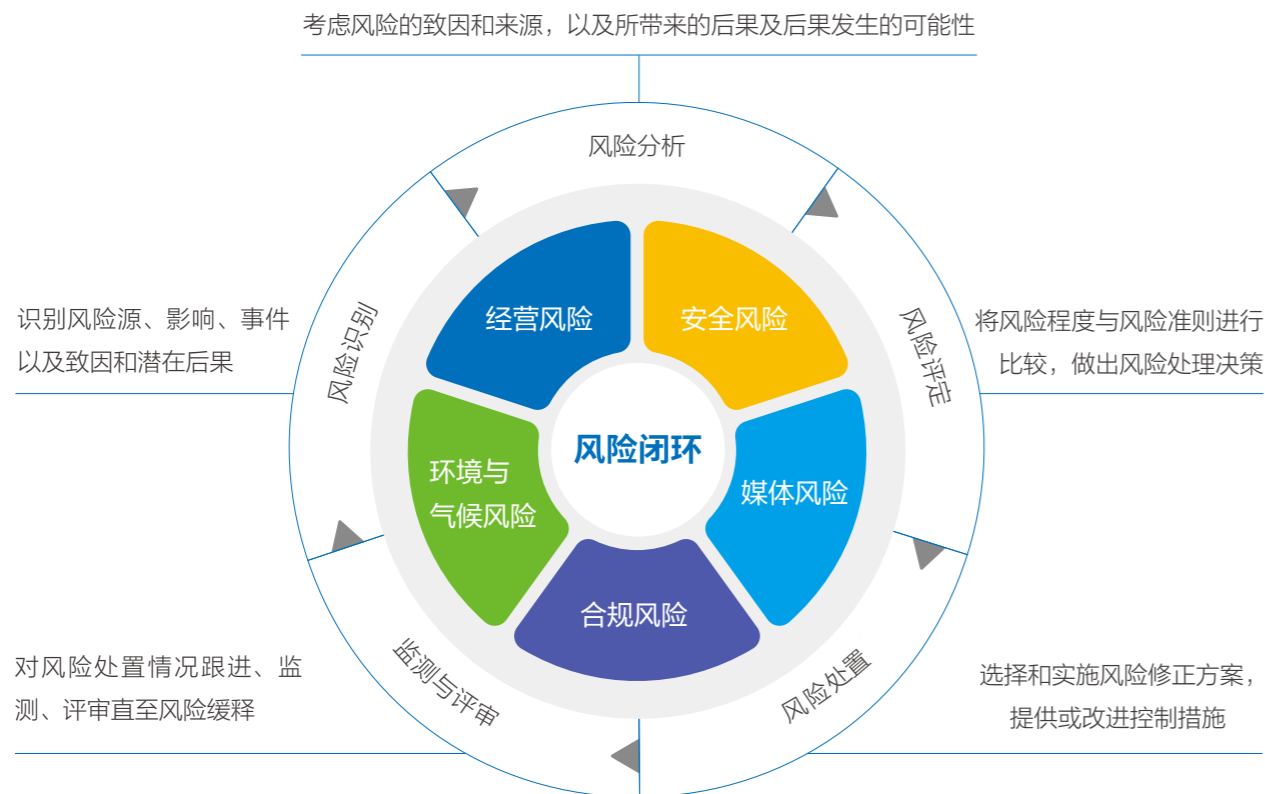 考虑风险的致因和来源，以及所带来的后果及后果发生的可能性
风险分析
经营风险
安全风险
风险识别
风险评定
识别风险源、影响、事件
以及致因和潜在后果
将风险程度与风险准则进行
比较，做出风险处理决策
风险闭环
环境与
气候风险
媒体风险
合规风险
监测与评审
风险处置
对风险处置情况跟进、监
测、评审直至风险缓释
选择和实施风险修正方案，
提供或改进控制措施